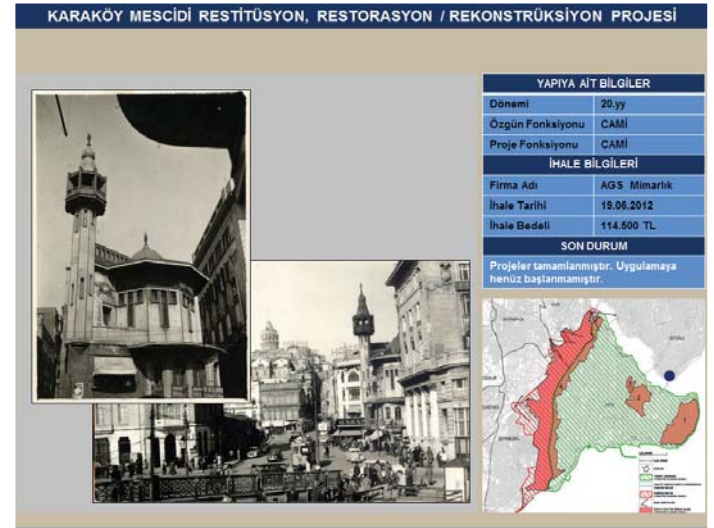 KARAKÖY MESCİDİ RESTİTÜSYON, RESTORASYON / REKONSTRÜKSİYON PROJESİ
YAPIYA AİT BİLGİLER
Dönemi 20.yy
Özgün Fonksiyonu CAMİ
Proje Fonksiyonu CAMİ
İHALE BİLGİLERİ
Firma Adı AGS Mimarlık
İhale Tarihi 19.06.2012
İhale Bedeli 114.500 TL
SON DURUM
Projeler tamamlanmıştır. Uygulamaya
henüz başlanmamıştır.
2
1